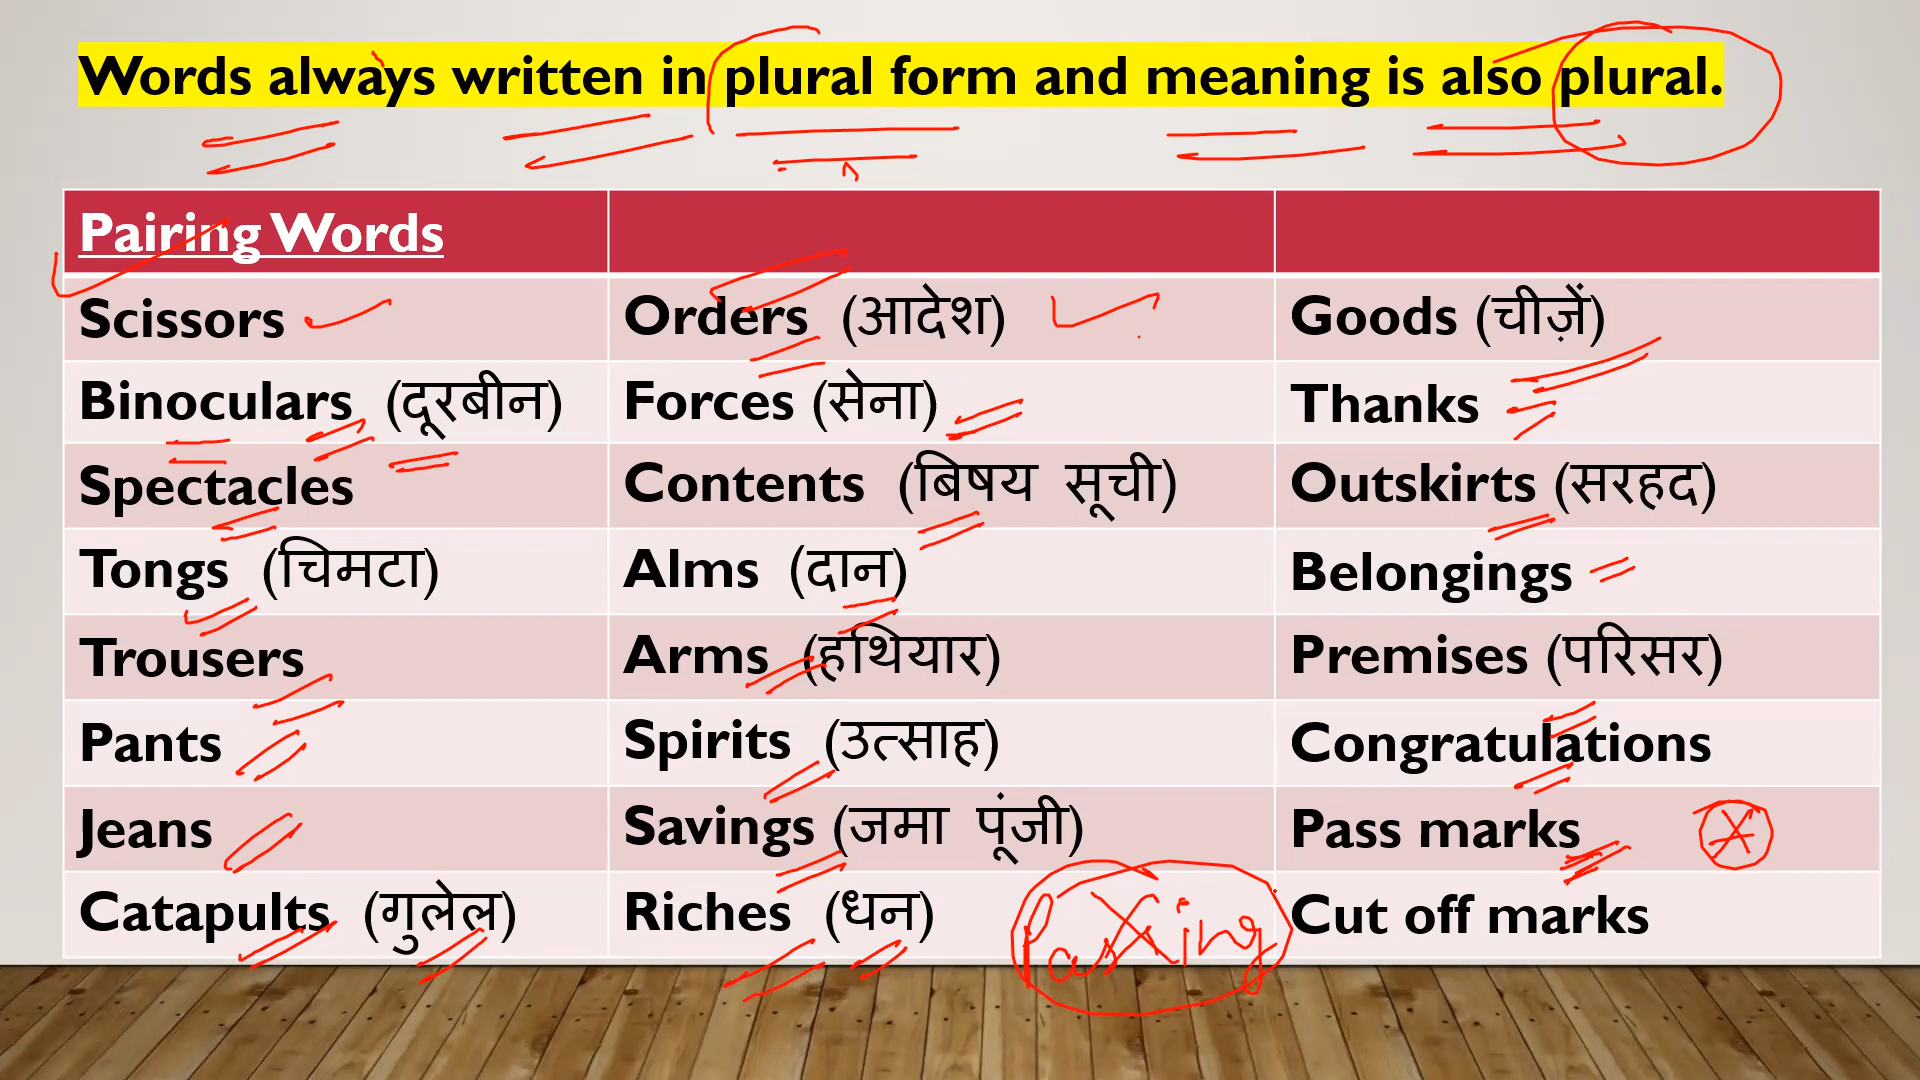 Words always written in plural form and meaning is also plural.
Pairing Words
Scissors Orders (आदेश) Goods (चीज़ें)
Binoculars (दूरबीन) Forces (सेना) Thanks
Spectacles Contents (बिषय सूची) Outskirts (सरहद)
Tongs (चिमटा) Alms (दान) Belongings
Trousers Arms (हथियार) Premises (परिसर)
Pants Spirits (उत्साह) Congratulations
Jeans Savings (जमा पूंजी) Pass marks
Catapults (गुलेल) Riches (धन) Cut off marks